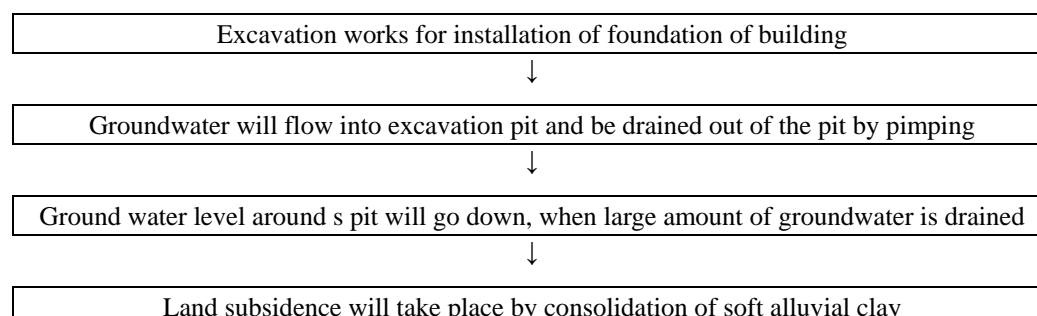 Excavation works for installation of foundation of building
↓
Groundwater will flow into excavation pit and be drained out of the pit by pimping
↓
Ground water level around s pit will go down, when large amount of groundwater is drained
↓
Land subsidence will take place by consolidation of soft alluvial clay